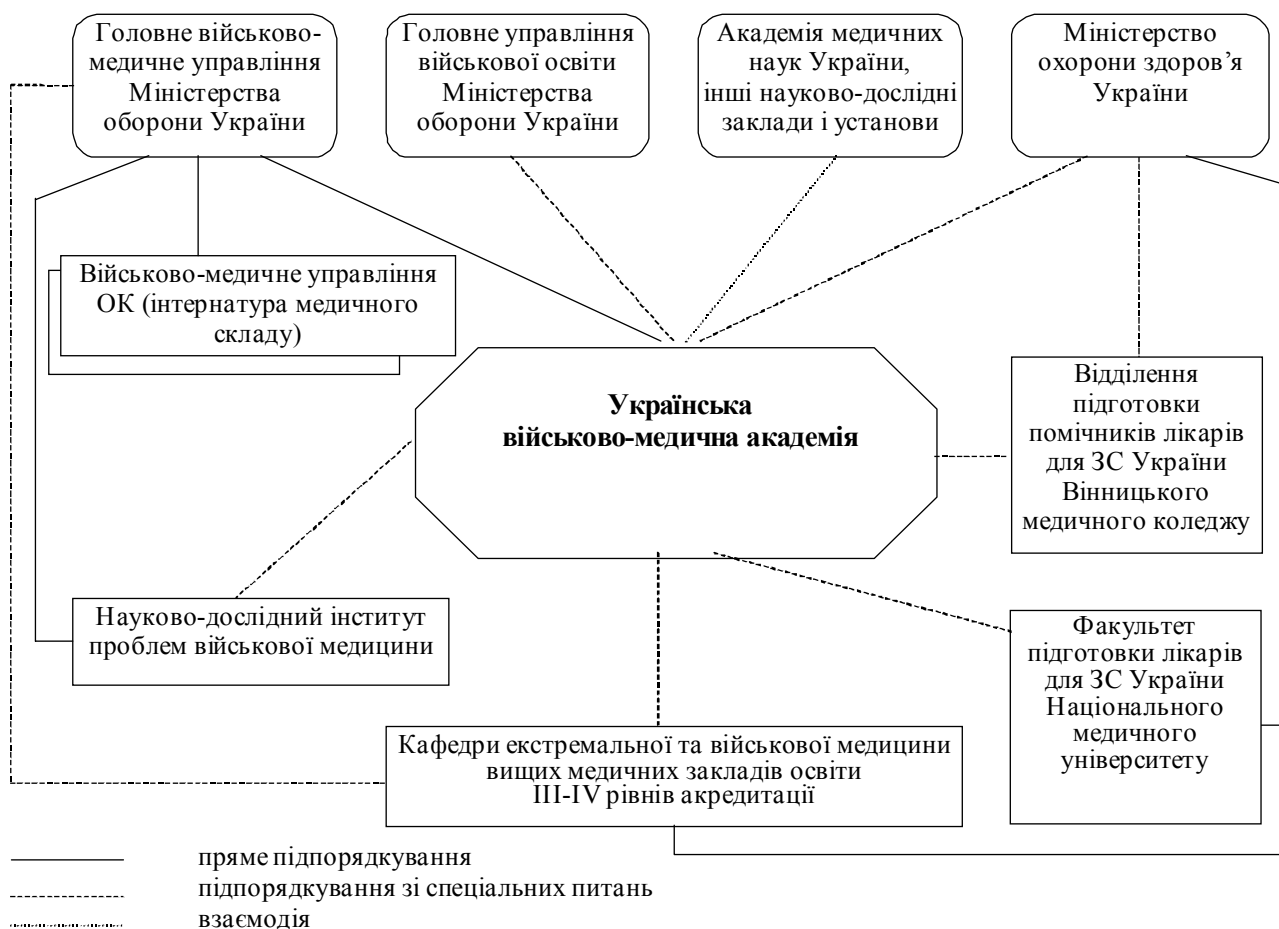 Головне військово-
медичне управління
Міністерства
оборони України
Головне управління
військової освіти
Міністерства
оборони України
Академія медичних
наук України,
інші науково-дослідні
заклади і установи
Міністерство
охорони здоров’я
України
Військово-медичне управління
ОК (інтернатура медичного
складу)
Українська
військово-медична академія
Відділення
підготовки
помічників лікарів
для ЗС України
Вінницького
медичного коледжу
Науково-дослідний інститут
проблем військової медицини
Факультет
підготовки лікарів
для ЗС України
Національного
медичного
університету
Кафедри екстремальної та військової медицини
вищих медичних закладів освіти
III-IV рівнів акредитації
пряме підпорядкування
підпорядкування зі спеціальних питань
взаємодія